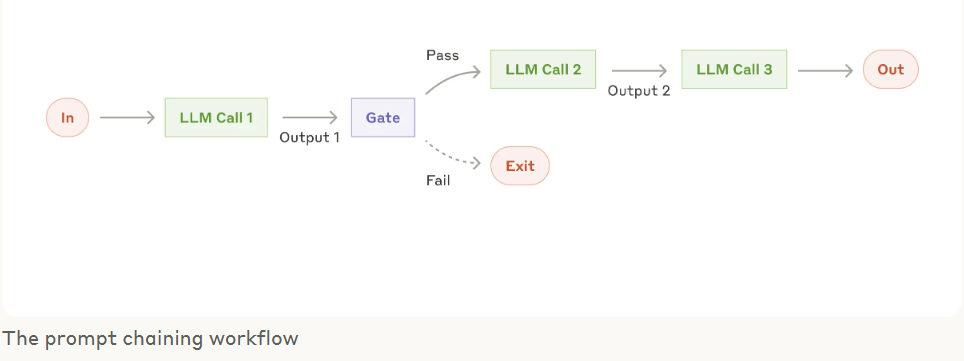 Pass
LLM Call 2
LLM Call 3
Out
Output 2
In
LLM Call 1
Gate
Output 1
Exit
Fail
The prompt chaining workflow